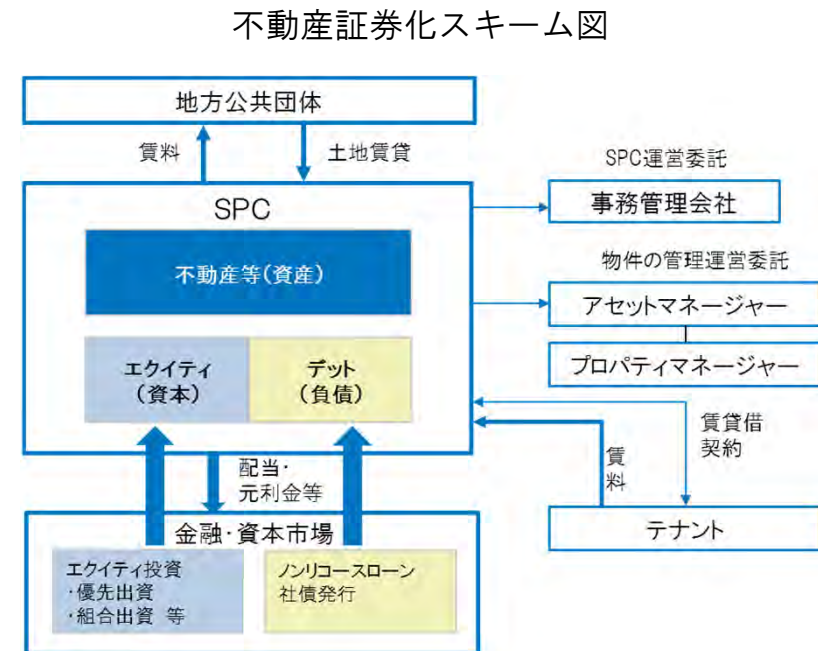 不動産証券化スキーム図
地方公共団体
賃料
土地賃貸
SPC
不動産等(資産)
エクイティ
(資本)
デット
(負債)
SPC運営委託
事務管理会社
物件の管理運営委託
アセットマネージャー
プロパティマネージャー
賃貸借
契約
賃料
テナント
配当・
元利金等
金融・資本市場
エクイティ投資
・優先出資
・組合出資 等
ノンリコースローン
社債発行